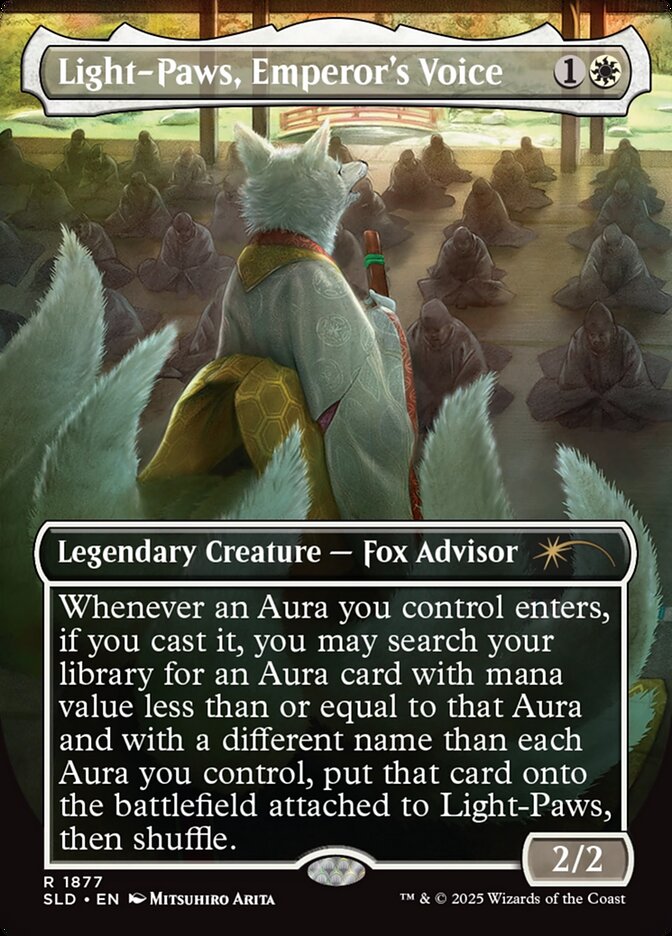 Light-Paws, Emperor's Voice 1
Legendary Creature — Fox Advisor
Whenever an Aura you control enters,
if you cast it, you may search your
library for an Aura card with mana
value less than or equal to that Aura
and with a different name than each
Aura you control, put that card onto
the battlefield attached to Light-Paws,
then shuffle.
2/2
R 1877
SLD • EN Mitsuhiro Arita
™ & © 2025 Wizards of the Coast